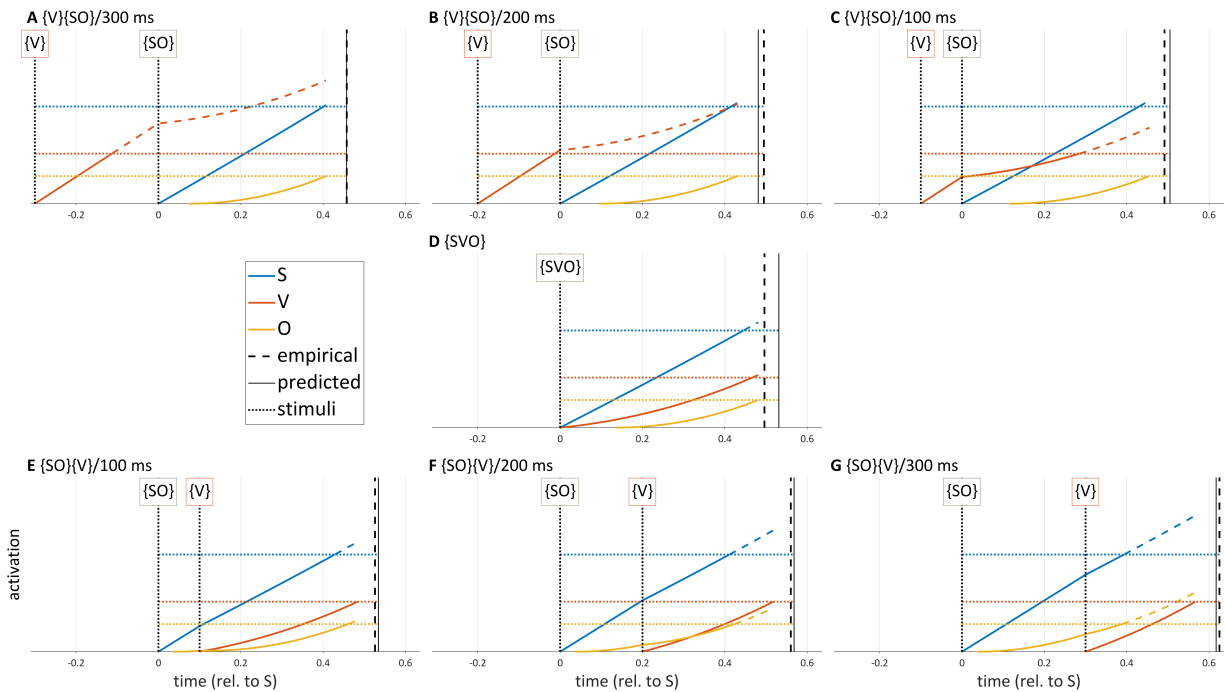 A {V}{SO}/300 ms
{V}
{SO}
-0.2
0
0.2
0.4
0.6
B {V}{SO}/200 ms
{V}
{SO}
-0.2
0
0.2
0.4
0.6
C {V}{SO}/100 ms
{V}
{SO}
-0.2
0
0.2
0.4
0.6
S
V
O
empirical
predicted
stimuli
D {SVO}
{SVO}
-0.2
0
0.2
0.4
0.6
activation
E {SO}{V}/100 ms
{SO}
{V}
-0.2
0
0.2
0.4
0.6
time (rel. to S)
F {SO}{V}/200 ms
{SO}
{V}
-0.2
0
0.2
0.4
0.6
time (rel. to S)
G {SO}{V}/300 ms
{SO}
{V}
-0.2
0
0.2
0.4
0.6
time (rel. to S)